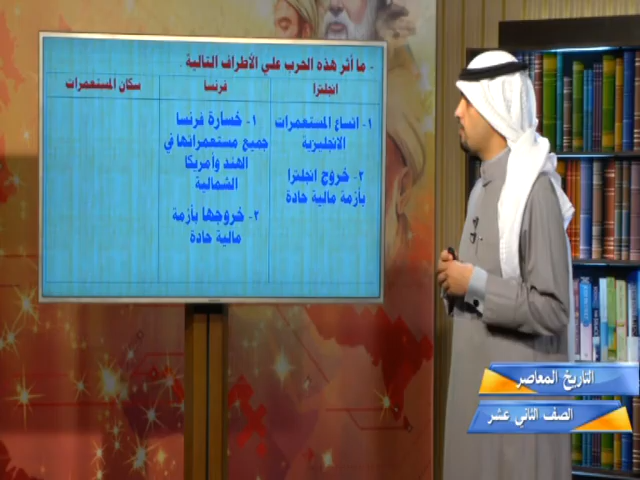 - ما أثر هذه الحرب علي الأطراف التالية
انجلترا
فرنسا
سكان المستعمرات
١- اتساع المستعمرات
الانجليزية
٢- خروج انجلترا
بأزمة مالية حادة
١- خسارة فرنسا
جميع مستعمراتها في
الهند وأمريكا
الشمالية
٢- خروجها بأزمة
مالية حادة
التاريخ المعاصر
الصف الثاني عشر